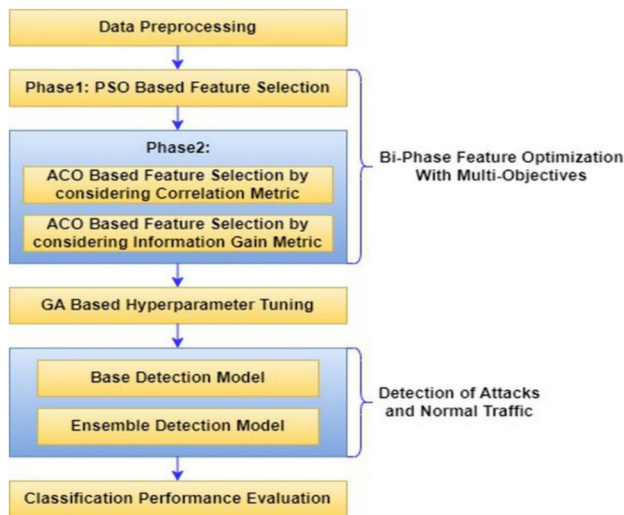 Data Preprocessing
Phase1: PSO Based Feature Selection
Phase2:
ACO Based Feature Selection by
considering Correlation Metric
ACO Based Feature Selection by
considering Information Gain Metric
Bi-Phase Feature Optimization
With Multi-Objectives
GA Based Hyperparameter Tuning
Base Detection Model
Ensemble Detection Model
Detection of Attacks
and Normal Traffic
Classification Performance Evaluation